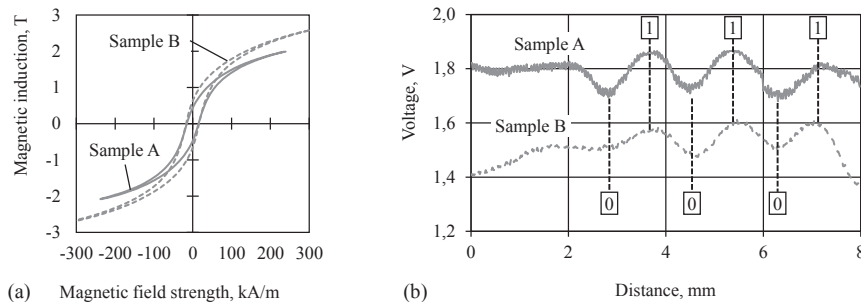 Magnetic induction, T
3
2
1
0
-1
-2
-3
Sample B
Sample A
-300 -200 -100 0 100 200 300
(a) Magnetic field strength, kA/m
Voltage, V
2,0
1,8
1,6
1,4
1,2
1 1 1
Sample A
Sample B
0 0 0
0 2 4 6 8
(b) Distance, mm